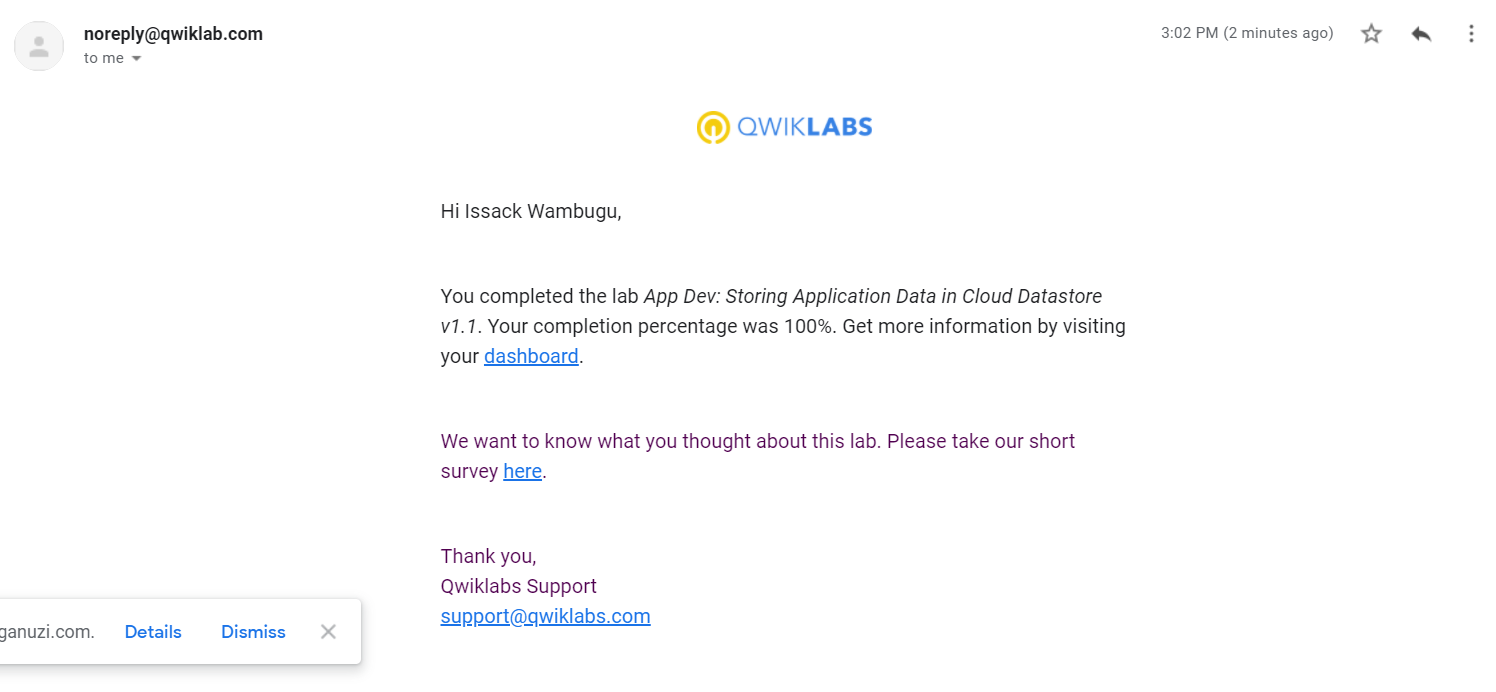 noreply@qwiklab.com
3:02 PM (2 minutes ago)
to me
QWIKLABS
Hi Issack Wambugu,
You completed the lab App Dev: Storing Application Data in Cloud Datastore
v1.1. Your completion percentage was 100%. Get more information by visiting
your dashboard.
We want to know what you thought about this lab. Please take our short
survey here.
Thank you,
Qwiklabs Support
support@qwiklabs.com
ganuzi.com. Details Dismiss